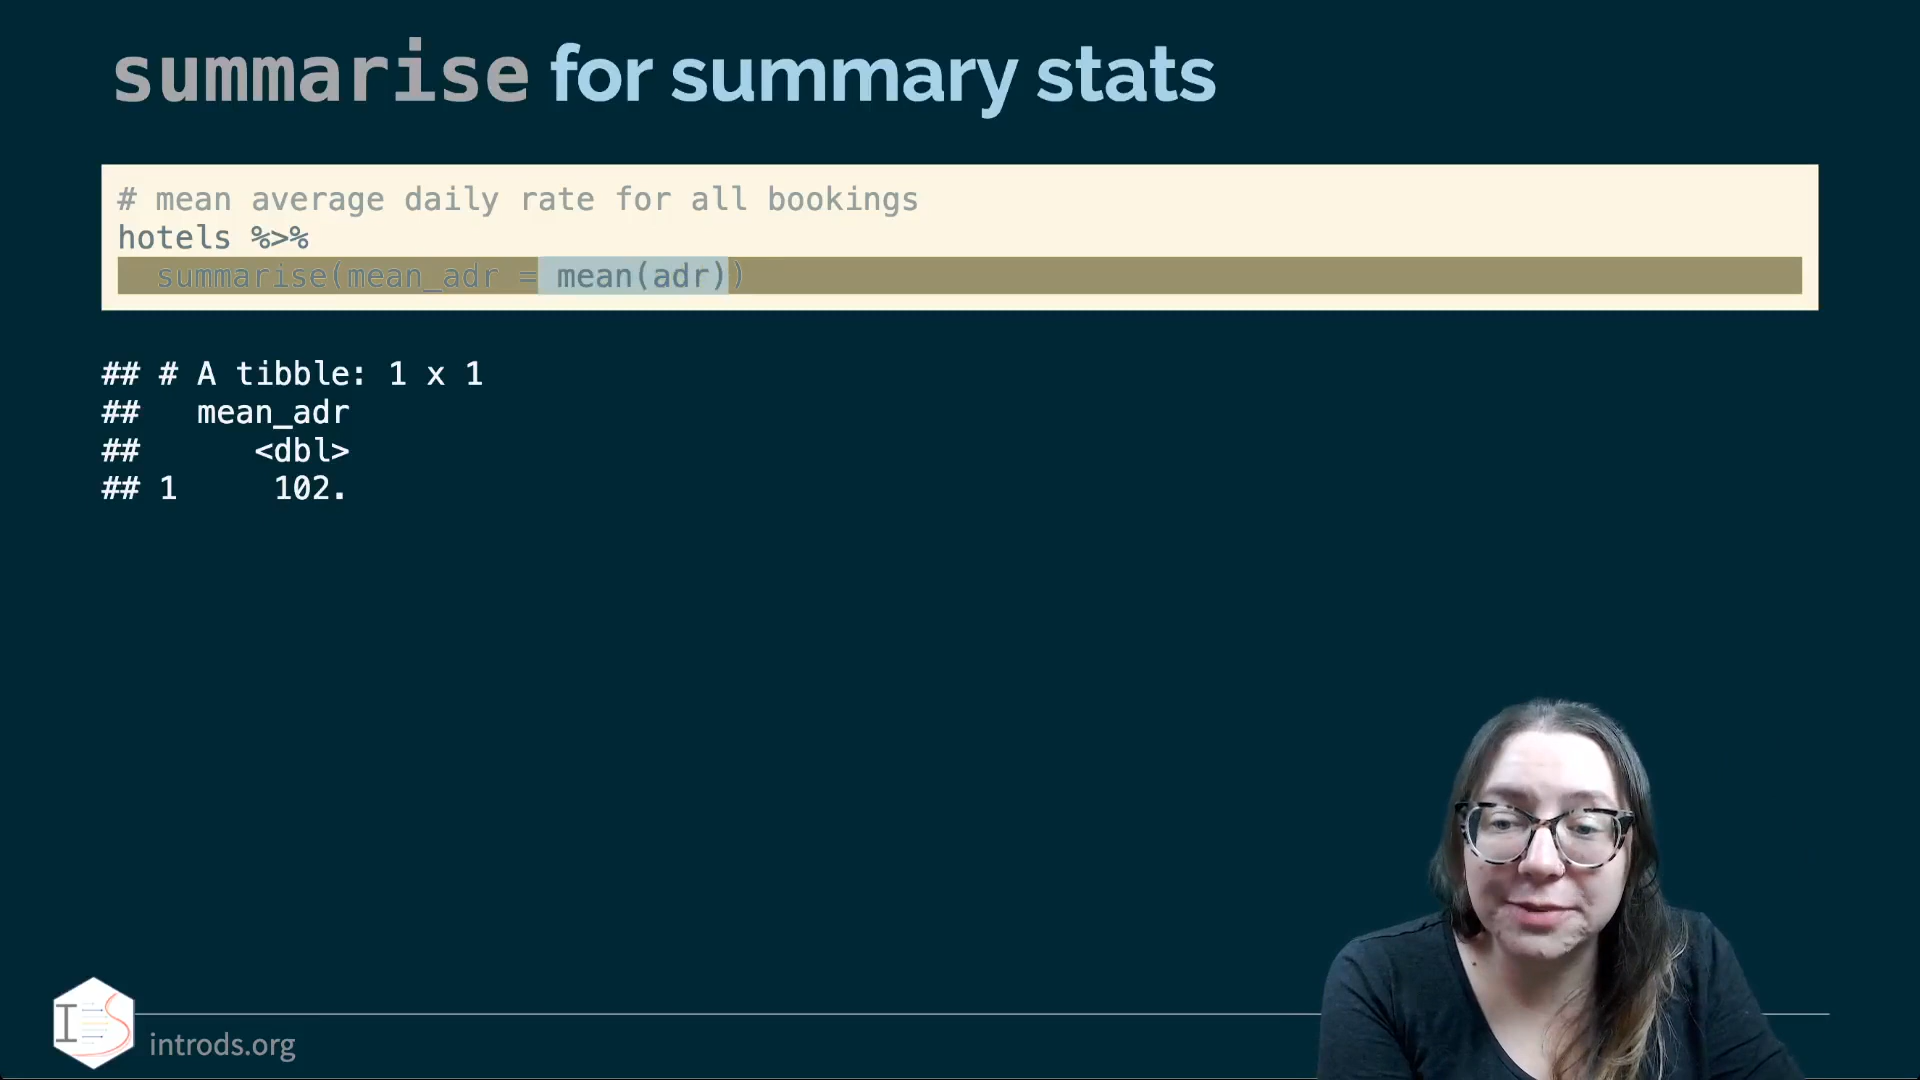 summarise for summary stats
# mean average daily rate for all bookings
hotels %>%
  summarise(mean_adr = mean(adr))
## # A tibble: 1 x 1
##   mean_adr
##      <dbl>
## 1     102.
IS
introds.org